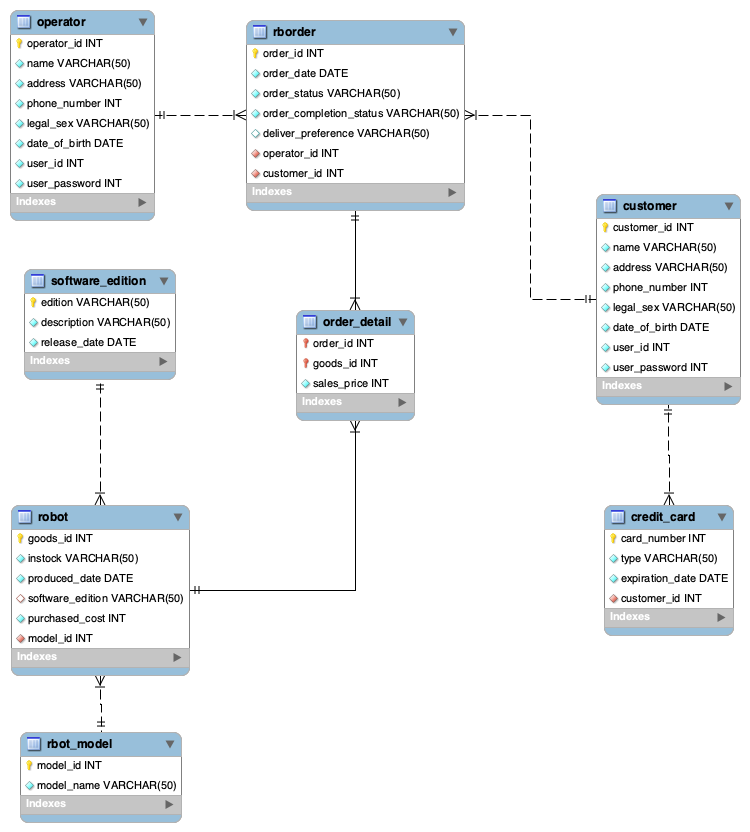 operator
operator_id INT
name VARCHAR(50)
address VARCHAR(50)
phone_number INT
legal_sex VARCHAR(50)
date_of_birth DATE
user_id INT
user_password INT
Indexes
rborder
order_id INT
order_date DATE
order_status VARCHAR(50)
order_completion_status VARCHAR(50)
deliver_preference VARCHAR(50)
operator_id INT
customer_id INT
Indexes
customer
customer_id INT
name VARCHAR(50)
address VARCHAR(50)
phone_number INT
legal_sex VARCHAR(50)
date_of_birth DATE
user_id INT
user_password INT
Indexes
software_edition
edition VARCHAR(50)
description VARCHAR(50)
release_date DATE
Indexes
order_detail
order_id INT
goods_id INT
sales_price INT
Indexes
robot
goods_id INT
instock VARCHAR(50)
produced_date DATE
software_edition VARCHAR(50)
purchased_cost INT
model_id INT
Indexes
credit_card
card_number INT
type VARCHAR(50)
expiration_date DATE
customer_id INT
Indexes
rbot_model
model_id INT
model_name VARCHAR(50)
Indexes